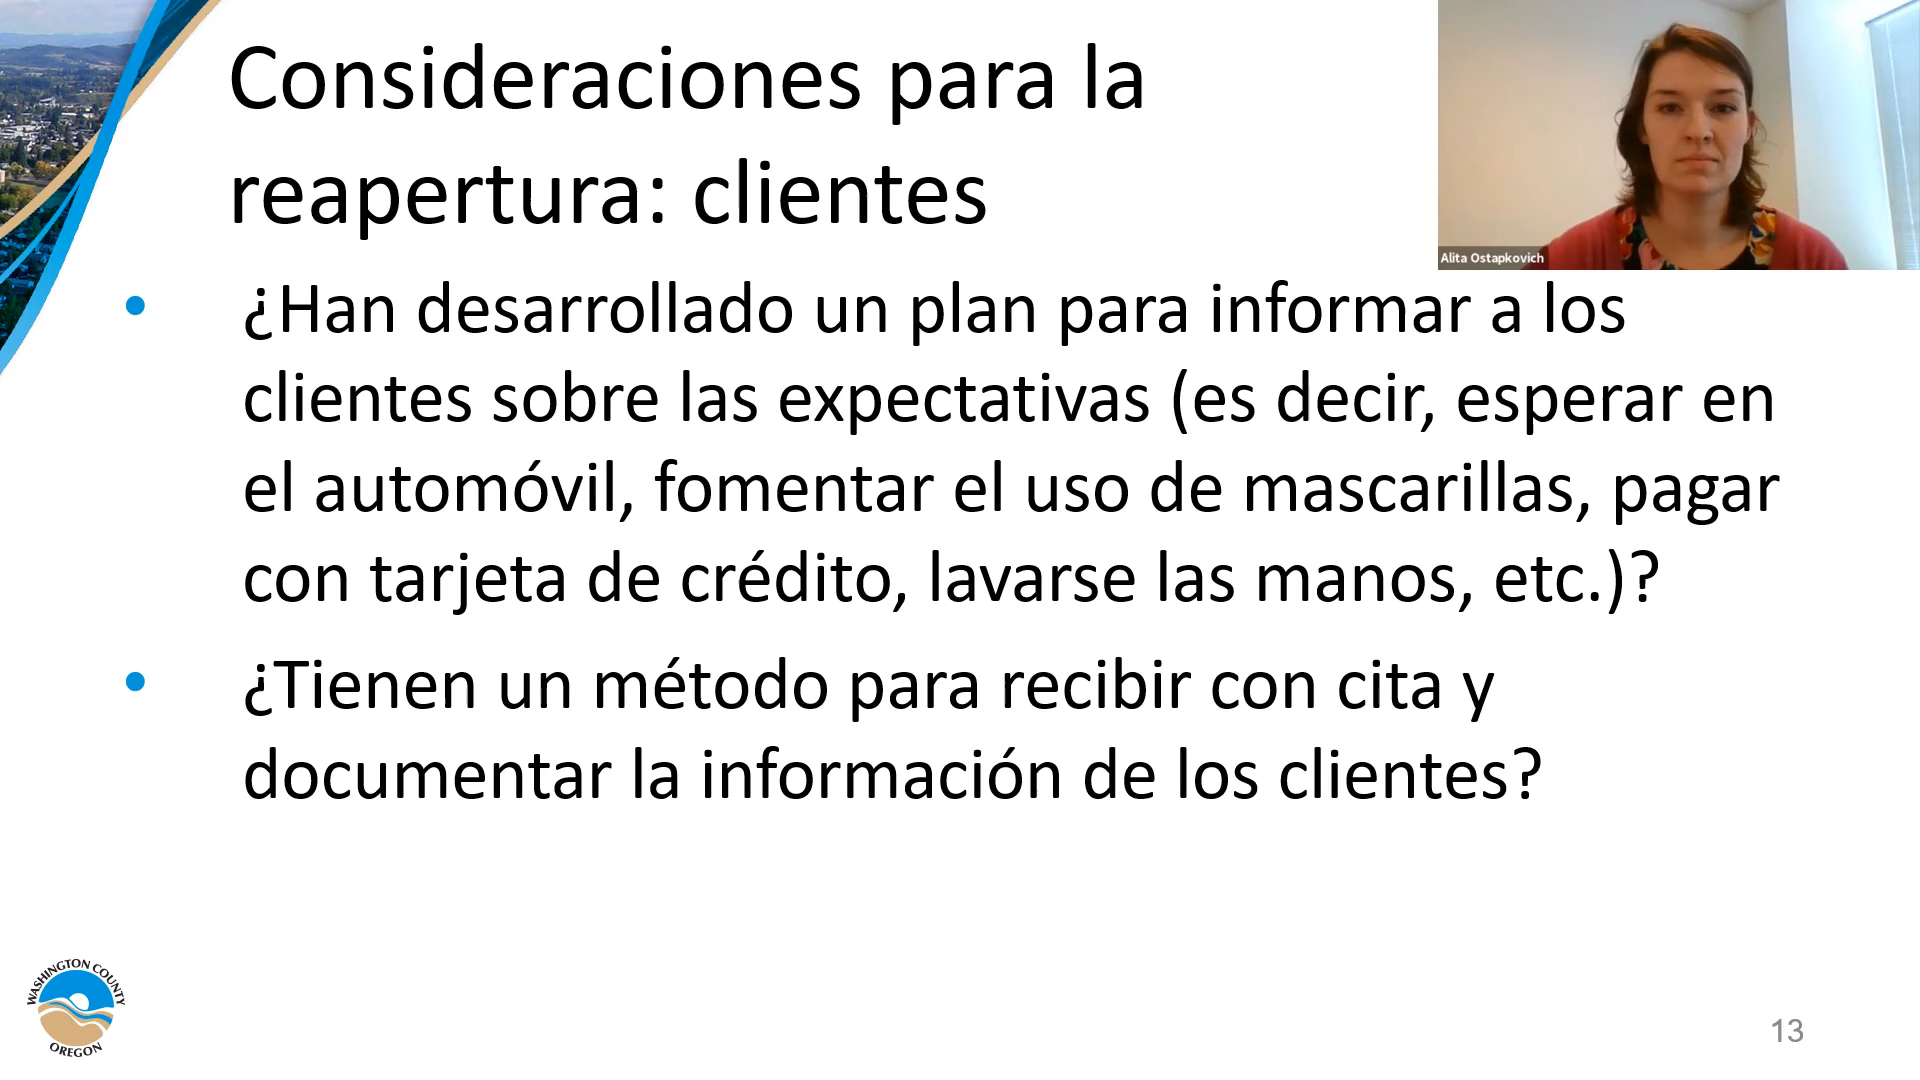 Consideraciones para la
reapertura: clientes
Alita Ostapkovich
• ¿Han desarrollado un plan para informar a los
clientes sobre las expectativas (es decir, esperar en
el automóvil, fomentar el uso de mascarillas, pagar
con tarjeta de crédito, lavarse las manos, etc.)?
• ¿Tienen un método para recibir con cita y
documentar la información de los clientes?
WASHINGTON COUNTY
OREGON
13